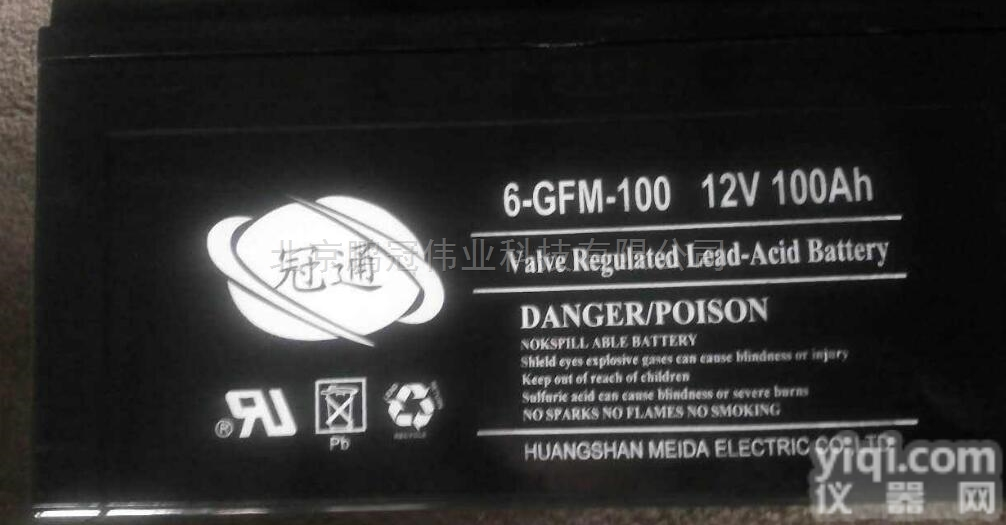 6-GFM-100 12V 100Ah
北京鹏冠伟业科技有限公司
冠通
Valve Regulated Lead-Acid Battery
DANGER/POISON
NOKSPILL ABLE BATTERY
Shield eyes explosive gases can cause blindness or injury
Keep out of reach of children
Sulfuric acid can cause blindness or severe burns
NO SPARKS NO FLAMES NO SMOKING
HUANGSHAN MEIDA ELECTRIC CO.,LTD.
®
Pb
RECYCLE
yiqi.com
仪器网